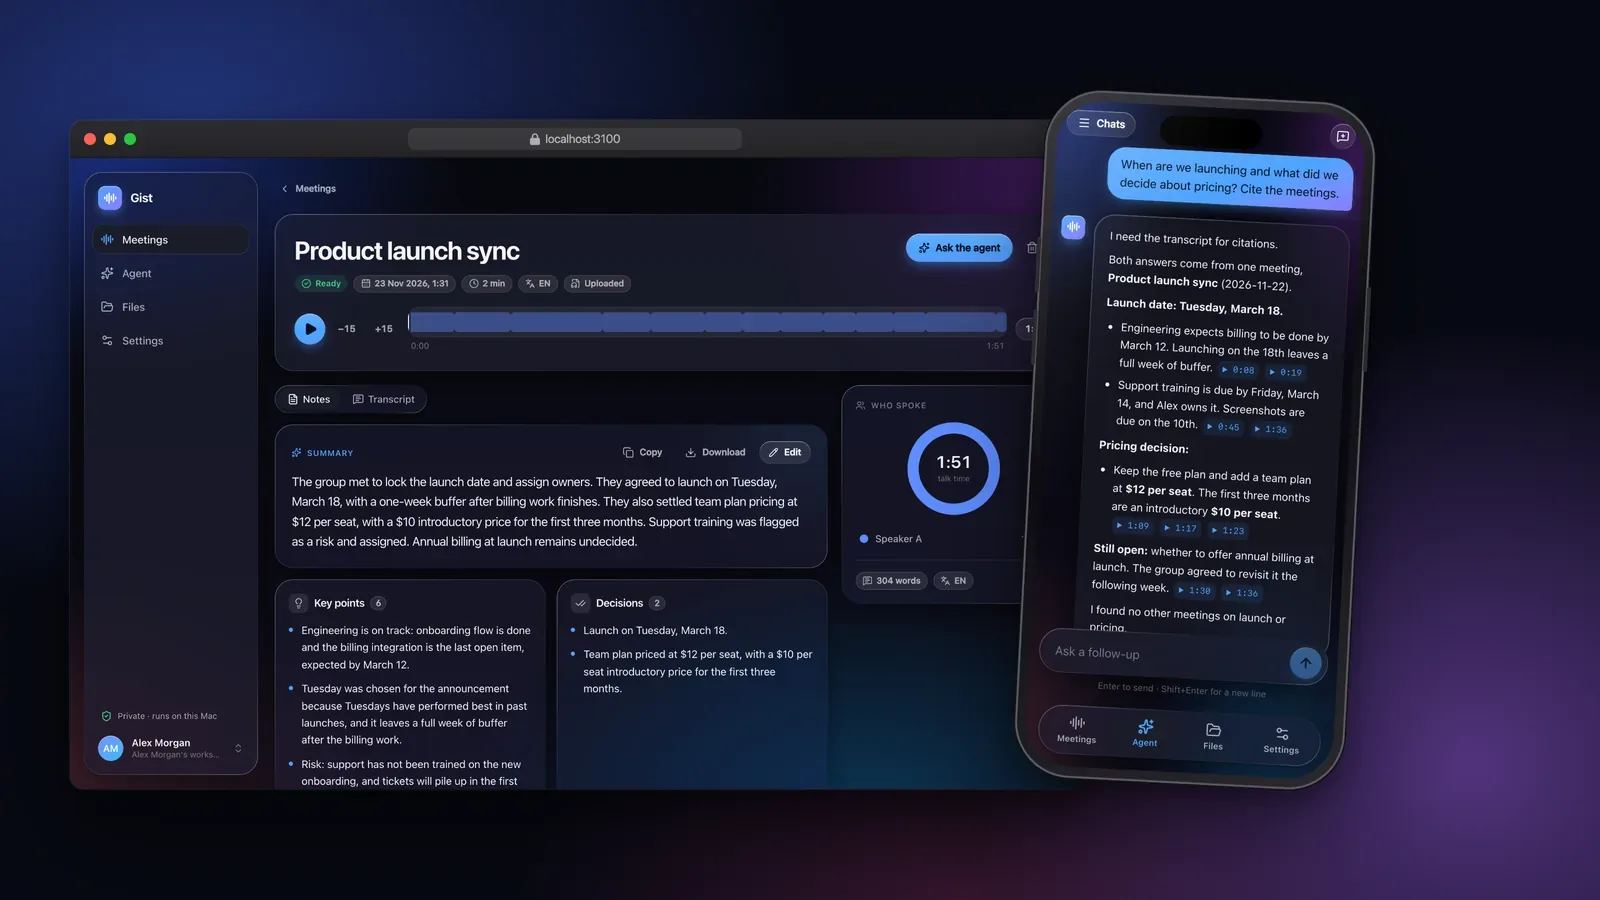 localhost:3100
Gist
Meetings
Agent
Files
Settings
Private · runs on this Mac
AM
Alex Morgan
Alex Morgan's works...
Meetings
Product launch sync
Ask the agent
Ready
23 Nov 2026, 1:31
2 min
EN
Uploaded
−15
+15
0:00
1:51
1:
Notes
Transcript
SUMMARY
Copy
Download
Edit
The group met to lock the launch date and assign owners. They agreed to launch on Tuesday,
March 18, with a one-week buffer after billing work finishes. They also settled team plan pricing at
$12 per seat, with a $10 introductory price for the first three months. Support training was flagged
as a risk and assigned. Annual billing at launch remains undecided.
Key points 6
Engineering is on track: onboarding flow is done
and the billing integration is the last open item,
expected by March 12.
Tuesday was chosen for the announcement
because Tuesdays have performed best in past
launches, and it leaves a full week of buffer
after the billing work.
Risk: support has not been trained on the new
onboarding, and tickets will pile up in the first
Decisions 2
Launch on Tuesday, March 18.
Team plan priced at $12 per seat, with a $10 per
seat introductory price for the first three
months.
WHO SPOKE
1:51
talk time
Speaker A
304 words
EN
Chats
When are we launching and what did we
decide about pricing? Cite the meetings.
I need the transcript for citations.
Both answers come from one meeting,
Product launch sync (2026-11-22).
Launch date: Tuesday, March 18.
Engineering expects billing to be done by
March 12. Launching on the 18th leaves a
full week of buffer. 0:08 0:19
Support training is due by Friday, March
14, and Alex owns it. Screenshots are
due on the 10th. 0:45 1:36
Pricing decision:
Keep the free plan and add a team plan
at $12 per seat. The first three months
are an introductory $10 per seat.
1:09 1:17 1:23
Still open: whether to offer annual billing at
launch. The group agreed to revisit it the
following week. 1:30 1:36
I found no other meetings on launch or
pricing.
Ask a follow-up
Enter to send · Shift+Enter for a new line
Meetings
Agent
Files
Settings